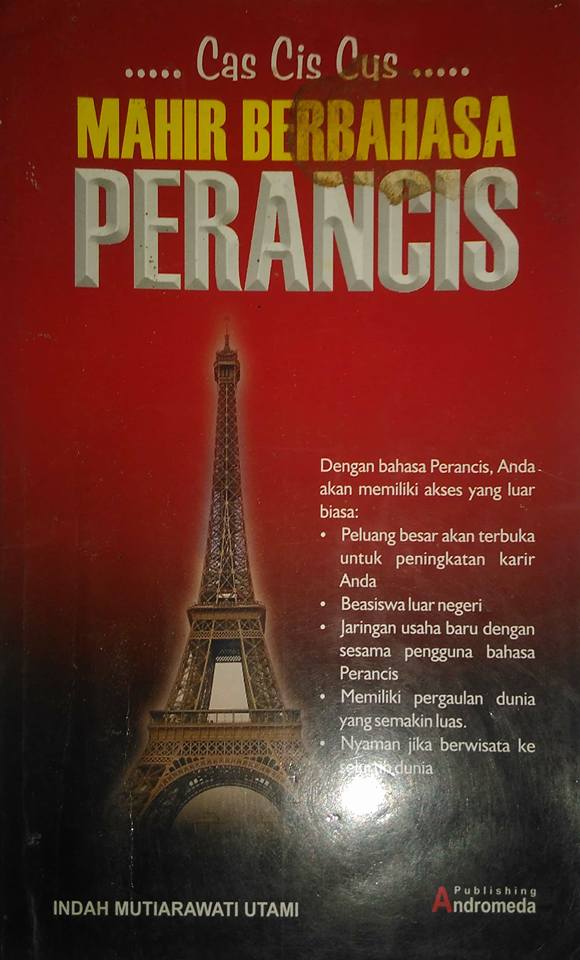 ..... Cas Cis Cus .....
MAHIR BERBAHASA
PERANCIS
Dengan bahasa Perancis, Anda
akan memiliki akses yang luar
biasa:
• Peluang besar akan terbuka
untuk peningkatan karir
Anda
• Beasiswa luar negeri
• Jaringan usaha baru dengan
sesama pengguna bahasa
Perancis
• Memiliki pergaulan dunia
yang semakin luas.
• Nyaman jika berwisata ke
dunia
INDAH MUTIARAWATI UTAMI
Publishing
Andromeda